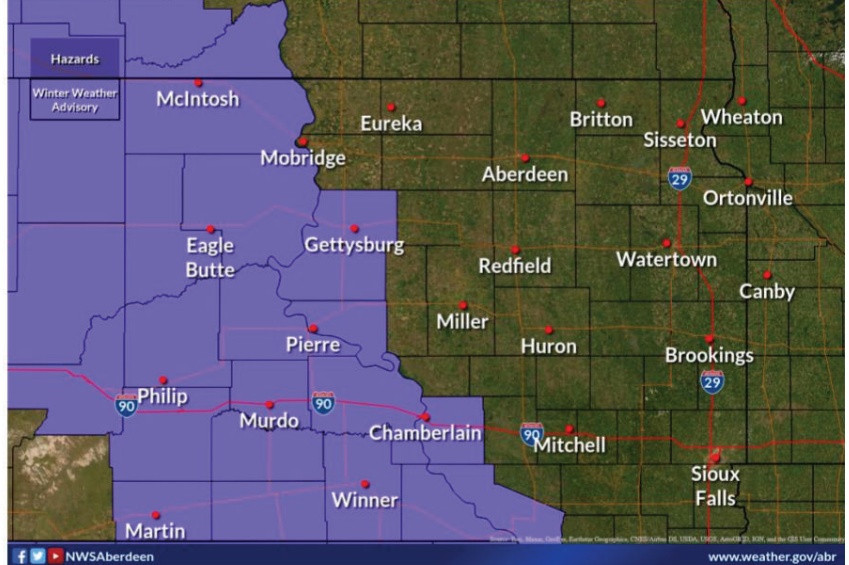 Hazards
Winter Weather
Advisory
McIntosh
Eureka
Britton
Wheaton
Sisseton
Mobridge
Aberdeen
29
Ortonville
Eagle
Butte
Gettysburg
Redfield
Watertown
Canby
Miller
Pierre
Huron
Brookings
29
Philip
90
Murdo
90
Chamberlain
90
Mitchell
Sioux
Falls
Winner
Martin
NWSAberdeen
www.weather.gov/abr